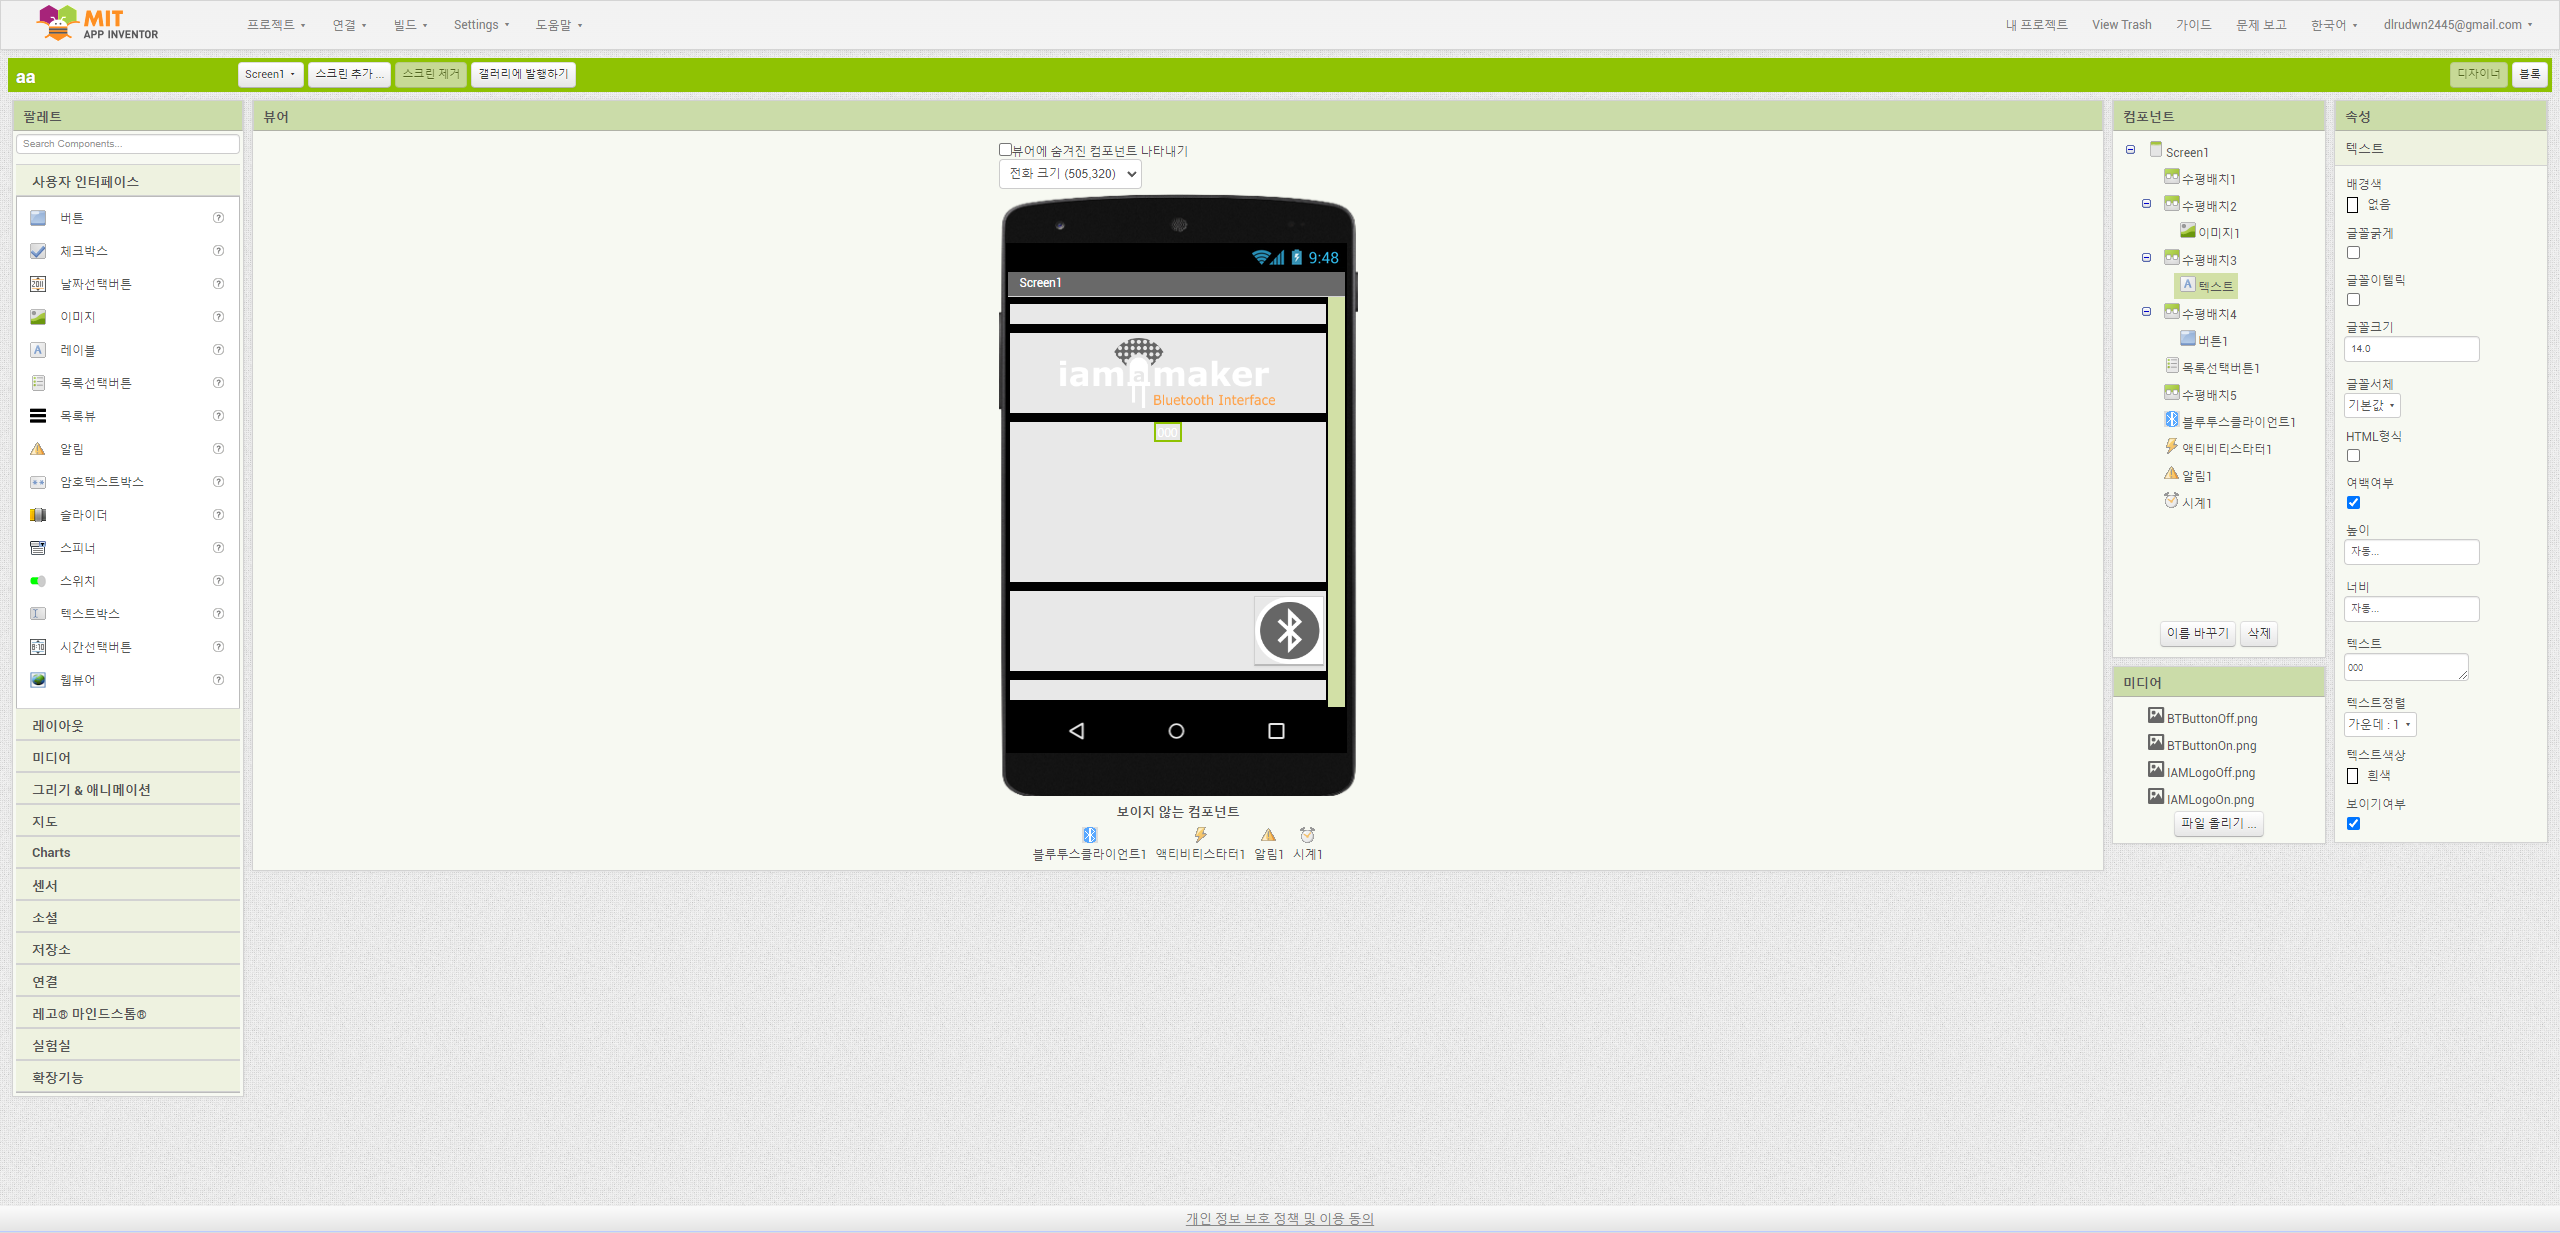 MIT
APP INVENTOR
프로젝트
연결
빌드
Settings
도움말
내 프로젝트
View Trash
가이드
문제 보고
한국어
dlrudwn2445@gmail.com
aa
Screen1
스크린 추가 ...
스크린 제거
갤러리에 발행하기
디자이너
블록
팔레트
Search Components...
사용자 인터페이스
버튼
체크박스
날짜선택버튼
이미지
레이블
목록선택버튼
목록뷰
알림
암호텍스트박스
슬라이더
스피너
스위치
텍스트박스
시간선택버튼
웹뷰어
레이아웃
미디어
그리기 & 애니메이션
지도
Charts
센서
소셜
저장소
연결
레고® 마인드스톰®
실험실
확장기능
뷰어
뷰어에 숨겨진 컴포넌트 나타내기
전화 크기 (505,320)
9:48
Screen1
iamamaker
Bluetooth Interface
000
보이지 않는 컴포넌트
블루투스클라이언트1
액티비티스타터1
알림1
시계1
컴포넌트
Screen1
수평배치1
수평배치2
이미지1
수평배치3
텍스트
수평배치4
버튼1
목록선택버튼1
수평배치5
블루투스클라이언트1
액티비티스타터1
알림1
시계1
이름 바꾸기
삭제
미디어
BTButtonOff.png
BTButtonOn.png
IAMLogoOff.png
IAMLogoOn.png
파일 올리기 ...
속성
텍스트
배경색
없음
글꼴굵게
글꼴이텔릭
글꼴크기
14.0
글꼴서체
기본값
HTML형식
여백여부
높이
자동...
너비
자동...
텍스트
000
텍스트정렬
가운데 : 1
텍스트색상
흰색
보이기여부
개인 정보 보호 정책 및 이용 동의